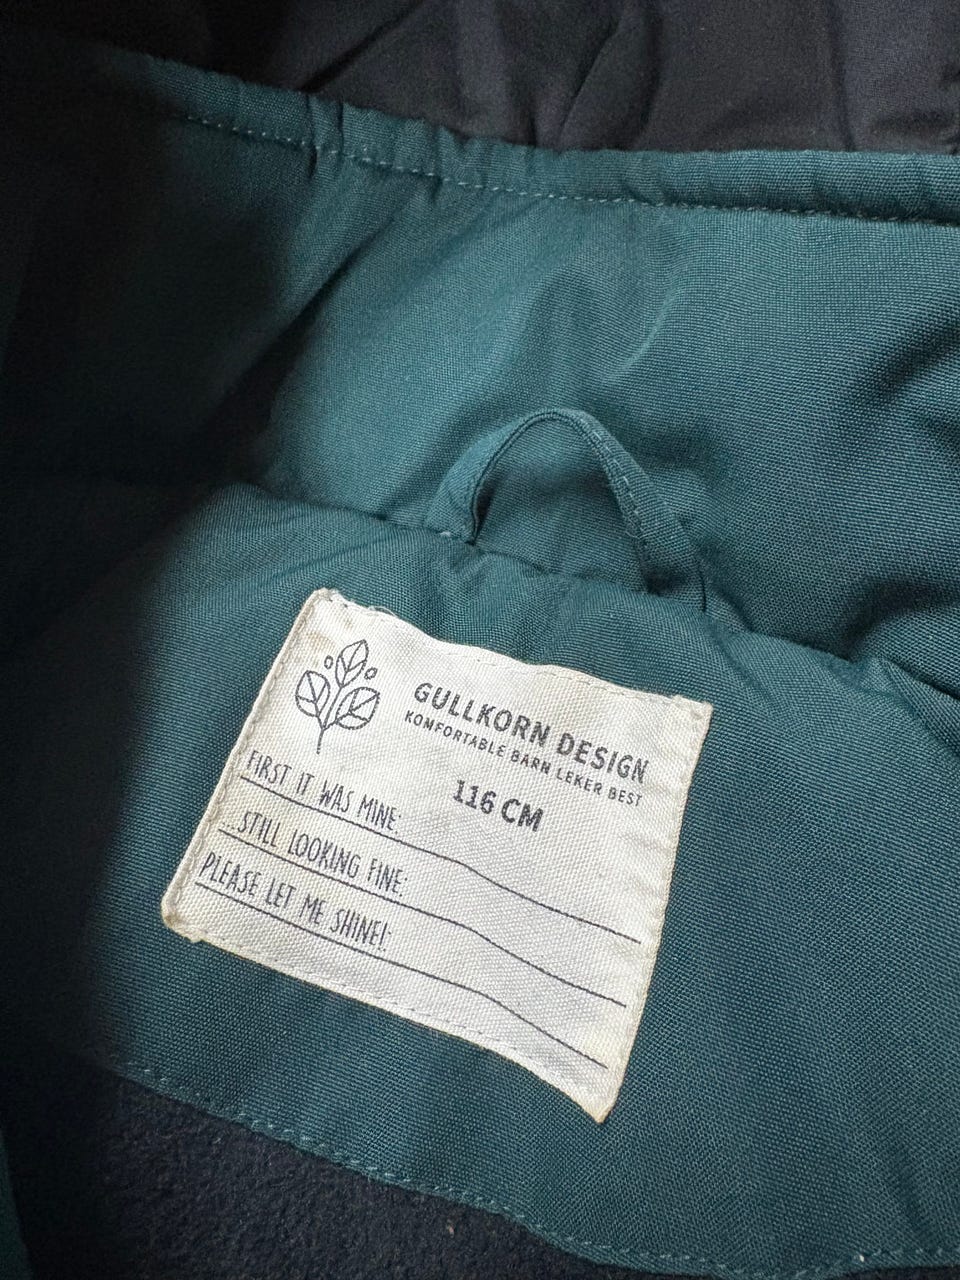 GULLKORN DESIGN
KOMFORTABLE BARN LEKER BEST
116 CM
FIRST IT WAS MINE:
...STILL LOOKING FINE:
PLEASE LET ME SHINE!: